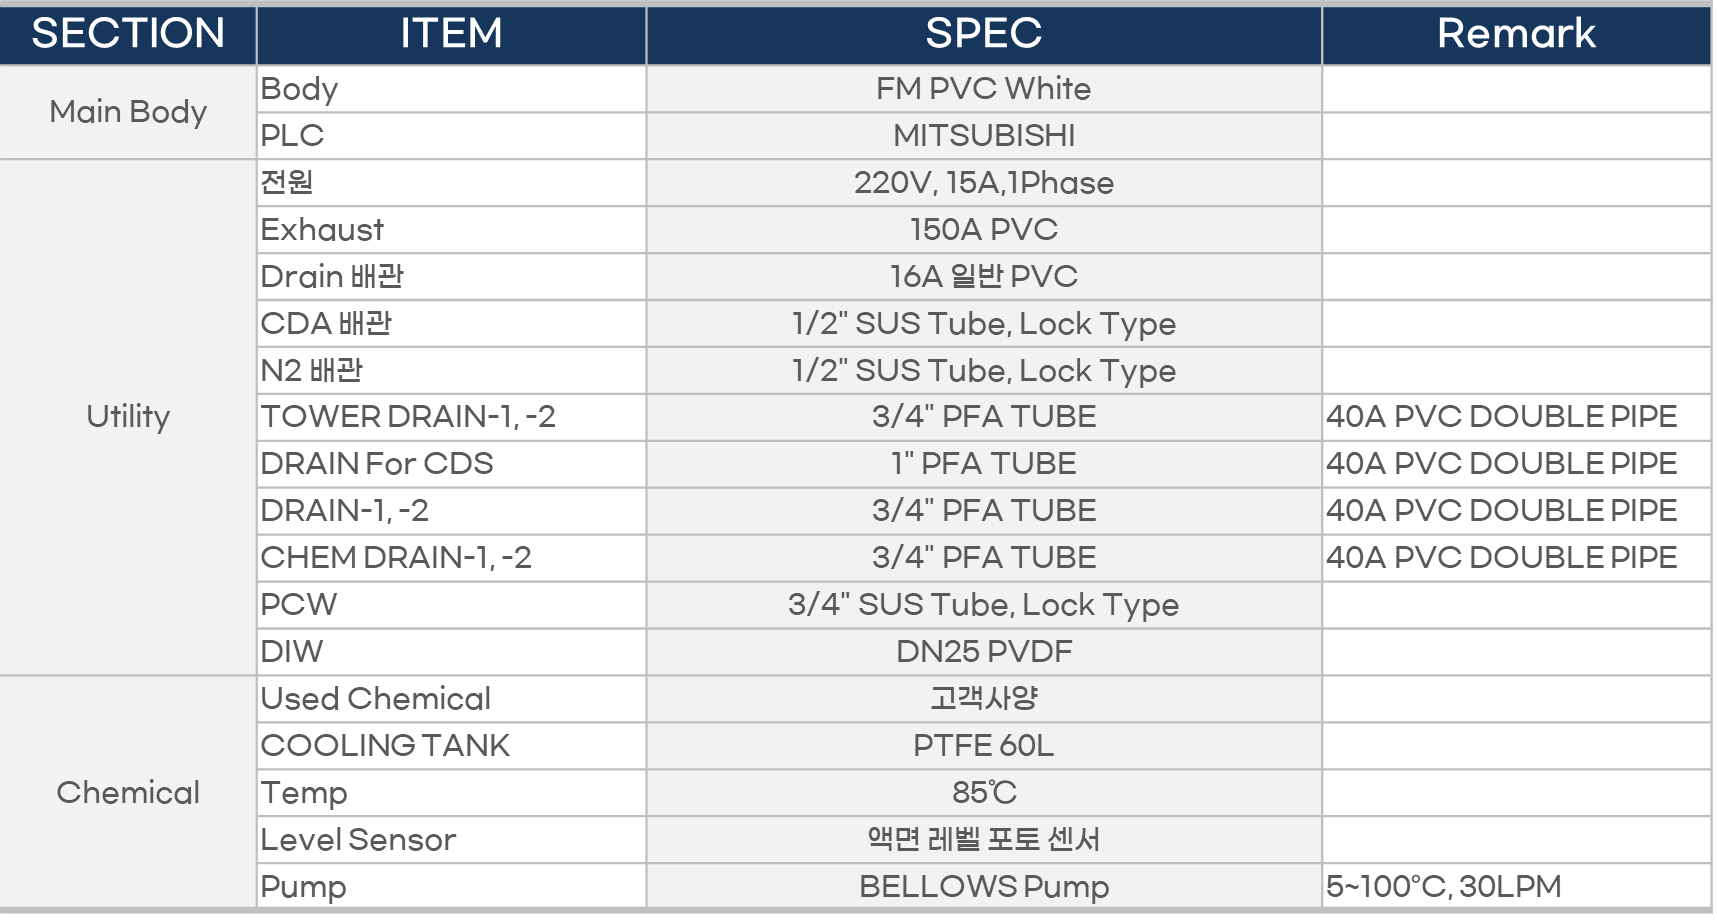 SECTION ITEM SPEC Remark
Main Body
Body FM PVC White
PLC MITSUBISHI
Utility
전원 220V, 15A,1Phase
Exhaust 150A PVC
Drain 배관 16A 일반 PVC
CDA 배관 1/2" SUS Tube, Lock Type
N2 배관 1/2" SUS Tube, Lock Type
TOWER DRAIN-1, -2 3/4" PFA TUBE 40A PVC DOUBLE PIPE
DRAIN For CDS 1" PFA TUBE 40A PVC DOUBLE PIPE
DRAIN-1, -2 3/4" PFA TUBE 40A PVC DOUBLE PIPE
CHEM DRAIN-1, -2 3/4" PFA TUBE 40A PVC DOUBLE PIPE
PCW 3/4" SUS Tube, Lock Type
DIW DN25 PVDF
Chemical
Used Chemical 고객사양
COOLING TANK PTFE 60L
Temp 85℃
Level Sensor 액면 레벨 포토 센서
Pump BELLOWS Pump 5~100°C, 30LPM